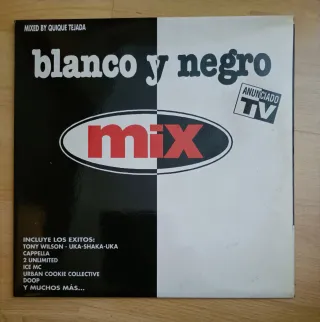 MIXED BY QUIQUE TEJADA
blanco y negro
ANUNCIADO
TV
mix
INCLUYE LOS EXITOS:
TONY WILSON - UKA-SHAKA-UKA
CAPPELLA
2 UNLIMITED
ICE MC
URBAN COOKIE COLLECTIVE
DOOP
Y MUCHOS MÁS...